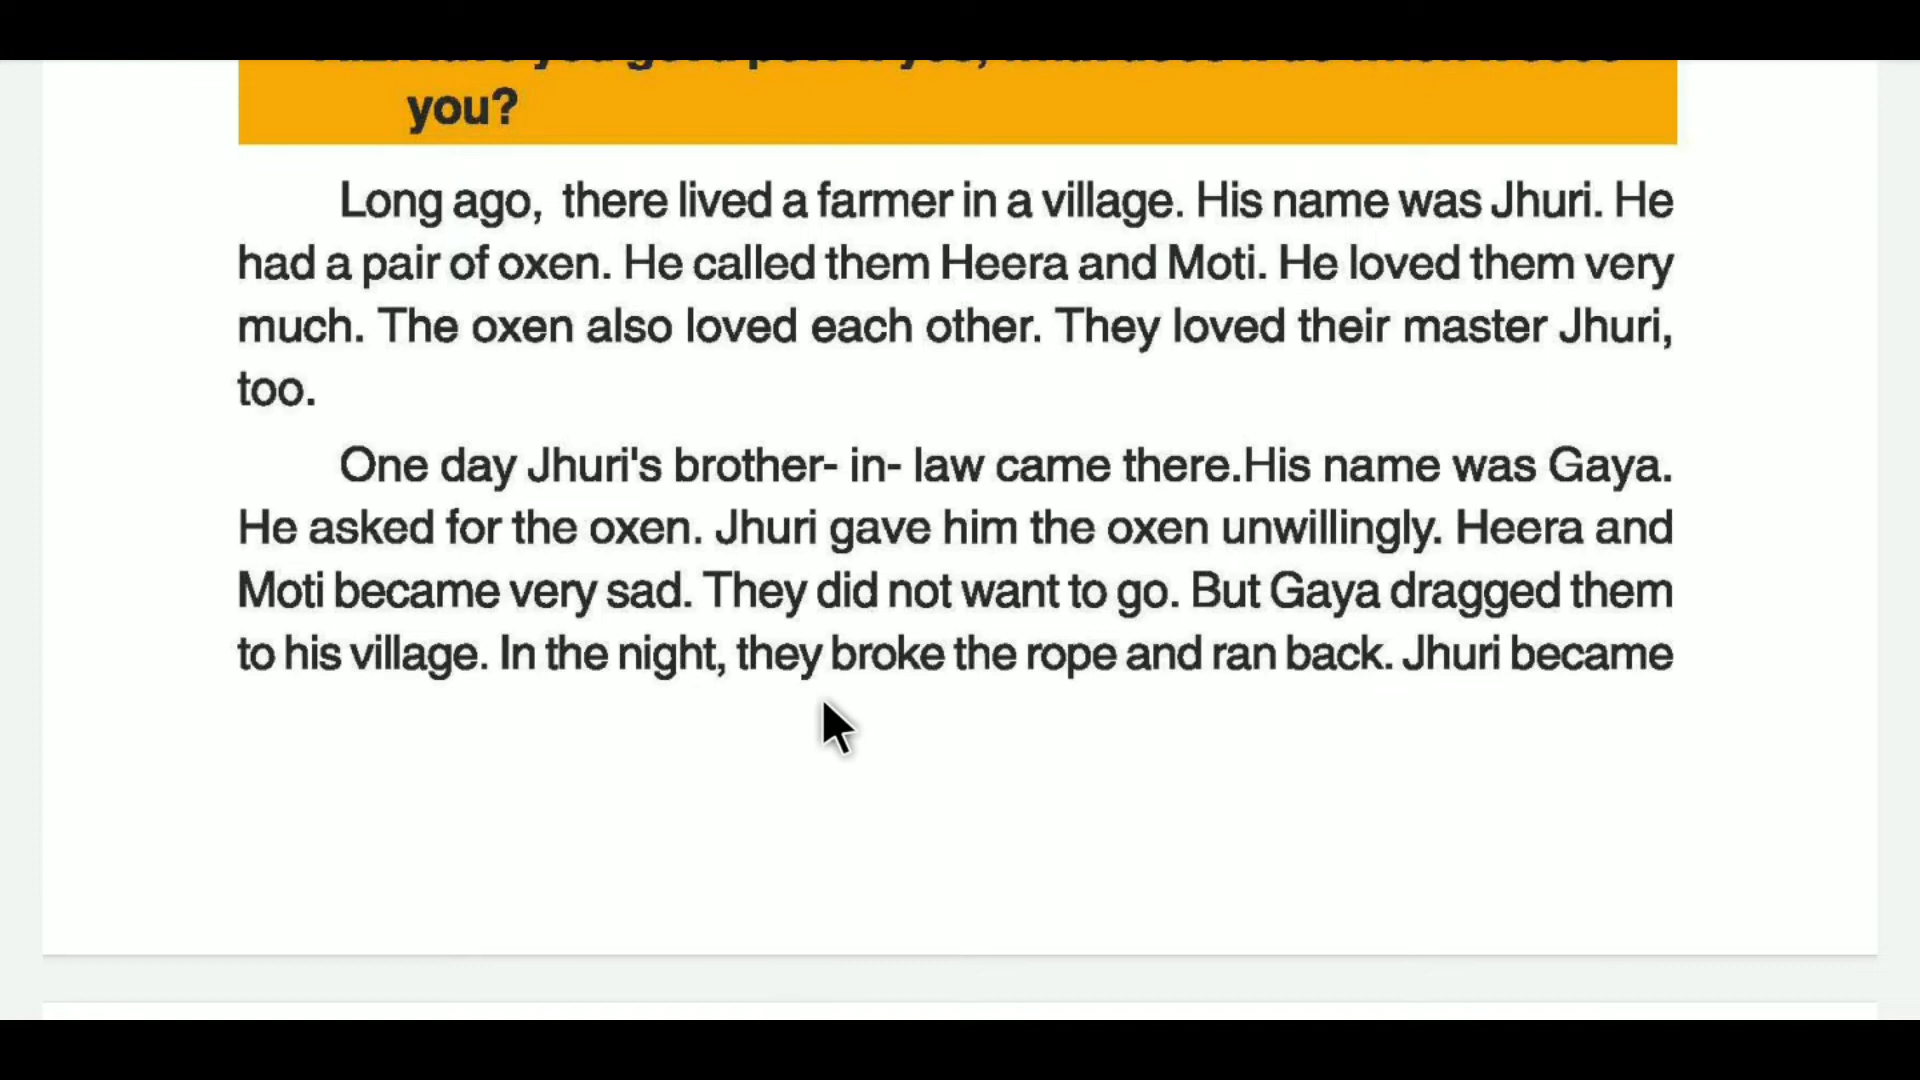 you?
Long ago, there lived a farmer in a village. His name was Jhuri. He
had a pair of oxen. He called them Heera and Moti. He loved them very
much. The oxen also loved each other. They loved their master Jhuri,
too.
One day Jhuri's brother- in- law came there.His name was Gaya.
He asked for the oxen. Jhuri gave him the oxen unwillingly. Heera and
Moti became very sad. They did not want to go. But Gaya dragged them
to his village. In the night, they broke the rope and ran back. Jhuri became